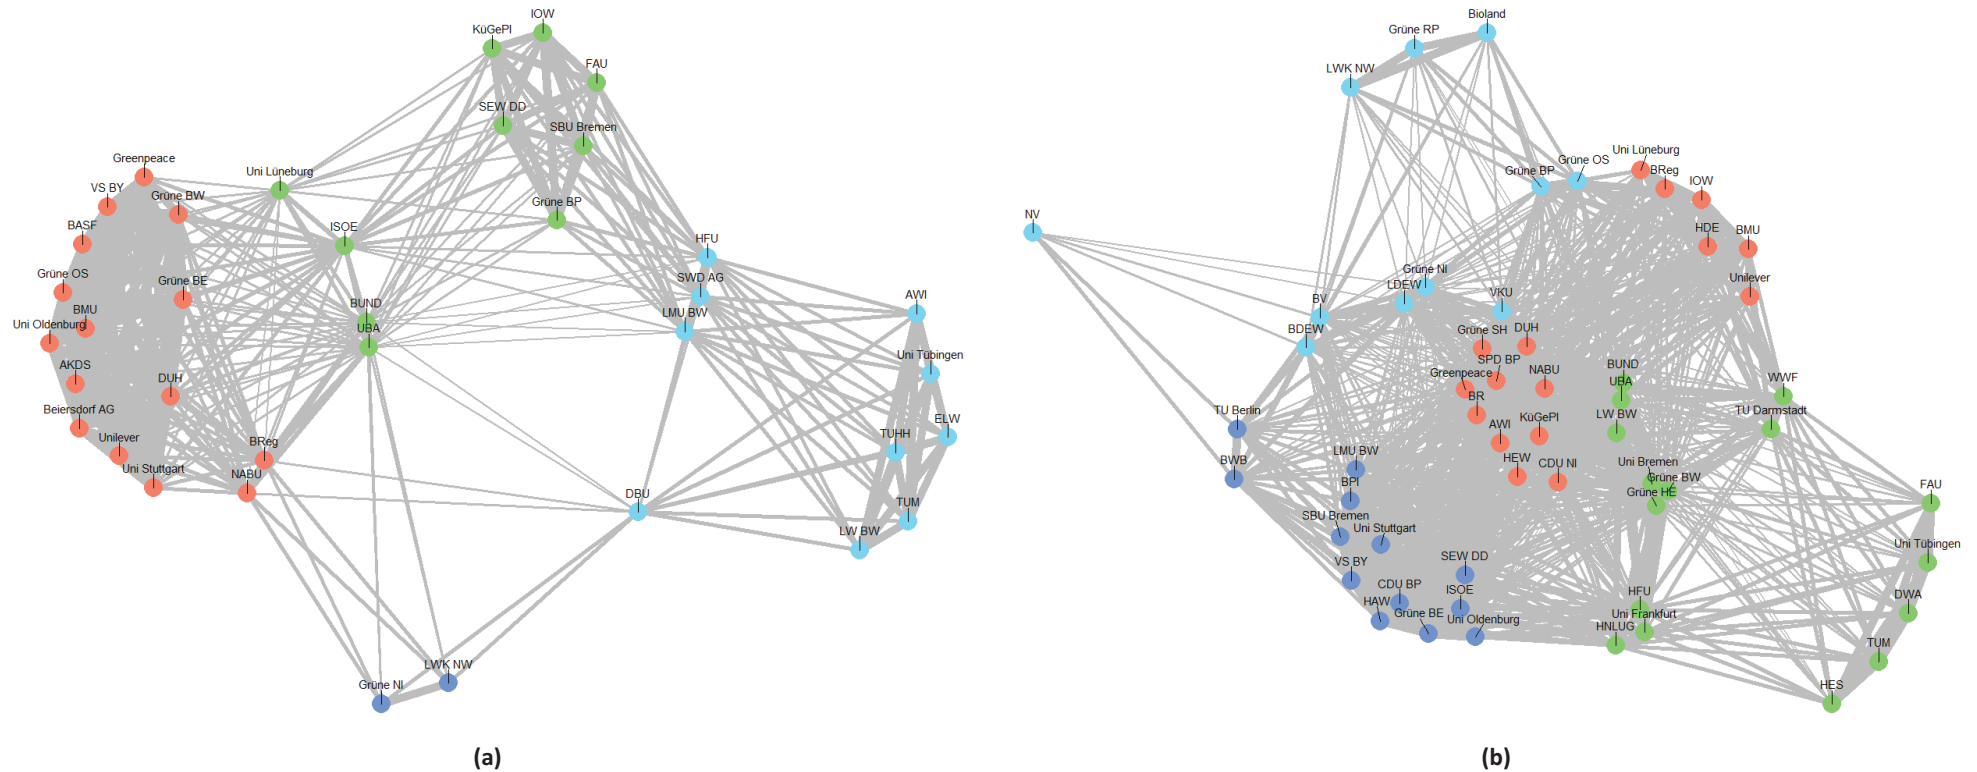 IOW
KüGePl
FAU
SEW DD
SBU Bremen
Greenpeace
Uni Lüneburg
VS BY
Grüne BW
Grüne BP
BASF
ISOE
HFU
Grüne OS
Grüne BE
SWD AG
BMU
BUND
LMU BW
AWI
Uni Oldenburg
UBA
Uni Tübingen
AKDS
DUH
Beiersdorf AG
ELW
Unilever
BReg
TUHH
Uni Stuttgart
NABU
DBU
TUM
LW BW
LWK NW
Grüne NI
(a)
Bioland
Grüne RP
LWK NW
Grüne OS
Uni Lüneburg
Grüne BP
BReg
IOW
NV
HDE
BMU
Grüne NI
LDEW
Unilever
BV
VKU
BDEW
Grüne SH
DUH
SPD BP
BUND
Greenpeace
NABU
UBA
WWF
BR
TU Berlin
LW BW
TU Darmstadt
KüGePl
AWI
LMU BW
BWB
HEW
CDU NI
Uni Bremen
Grüne BW
BPI
Grüne HE
FAU
SBU Bremen
Uni Stuttgart
Uni Tübingen
VS BY
SEW DD
CDU BP
ISOE
HFU
DWA
HAW
Grüne BE
Uni Oldenburg
Uni Frankfurt
HNLUG
TUM
HES
(b)